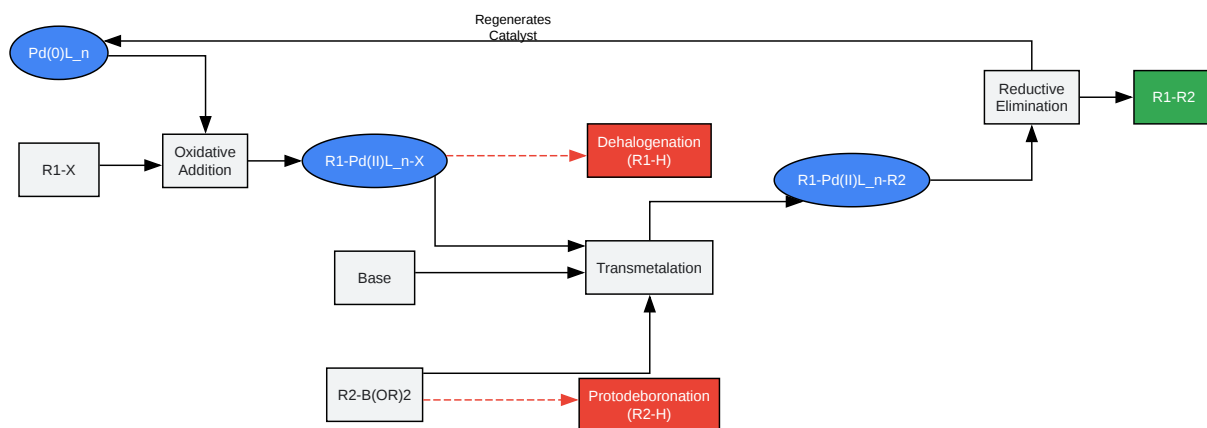 Regenerates
Catalyst
Pd(0)L_n
Reductive
Elimination
R1-R2
Oxidative
Addition
R1-X
R1-Pd(II)L_n-X
Dehalogenation
(R1-H)
R1-Pd(II)L_n-R2
Base
Transmetalation
R2-B(OR)2
Protodeboronation
(R2-H)